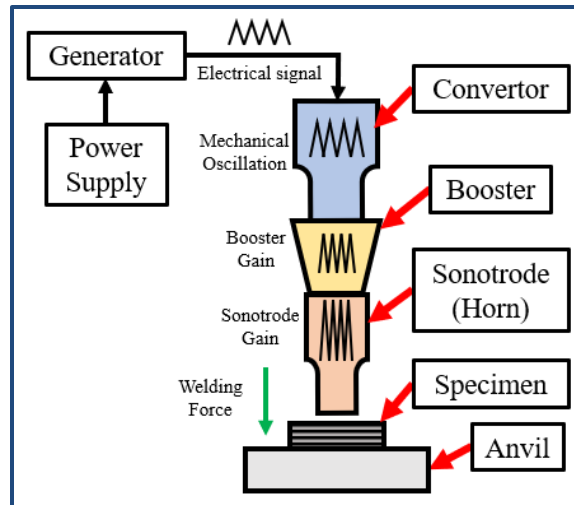 Generator
Electrical signal
Convertor
Power
Supply
Mechanical
Oscillation
Booster
Booster
Gain
Sonotrode
(Horn)
Sonotrode
Gain
Welding
Force
Specimen
Anvil